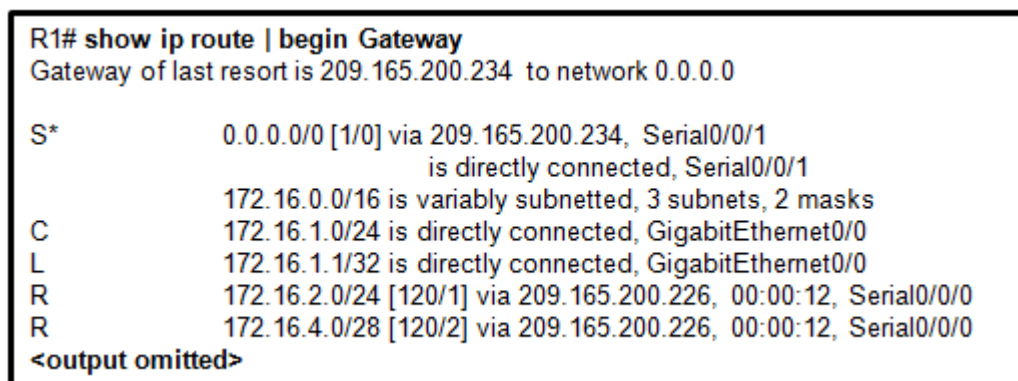 R1# show ip route | begin Gateway
Gateway of last resort is 209.165.200.234 to network 0.0.0.0
S* 0.0.0.0/0 [1/0] via 209.165.200.234, Serial0/0/1
is directly connected, Serial0/0/1
172.16.0.0/16 is variably subnetted, 3 subnets, 2 masks
C 172.16.1.0/24 is directly connected, GigabitEthernet0/0
L 172.16.1.1/32 is directly connected, GigabitEthernet0/0
R 172.16.2.0/24 [120/1] via 209.165.200.226, 00:00:12, Serial0/0/0
R 172.16.4.0/28 [120/2] via 209.165.200.226, 00:00:12, Serial0/0/0
<output omitted>